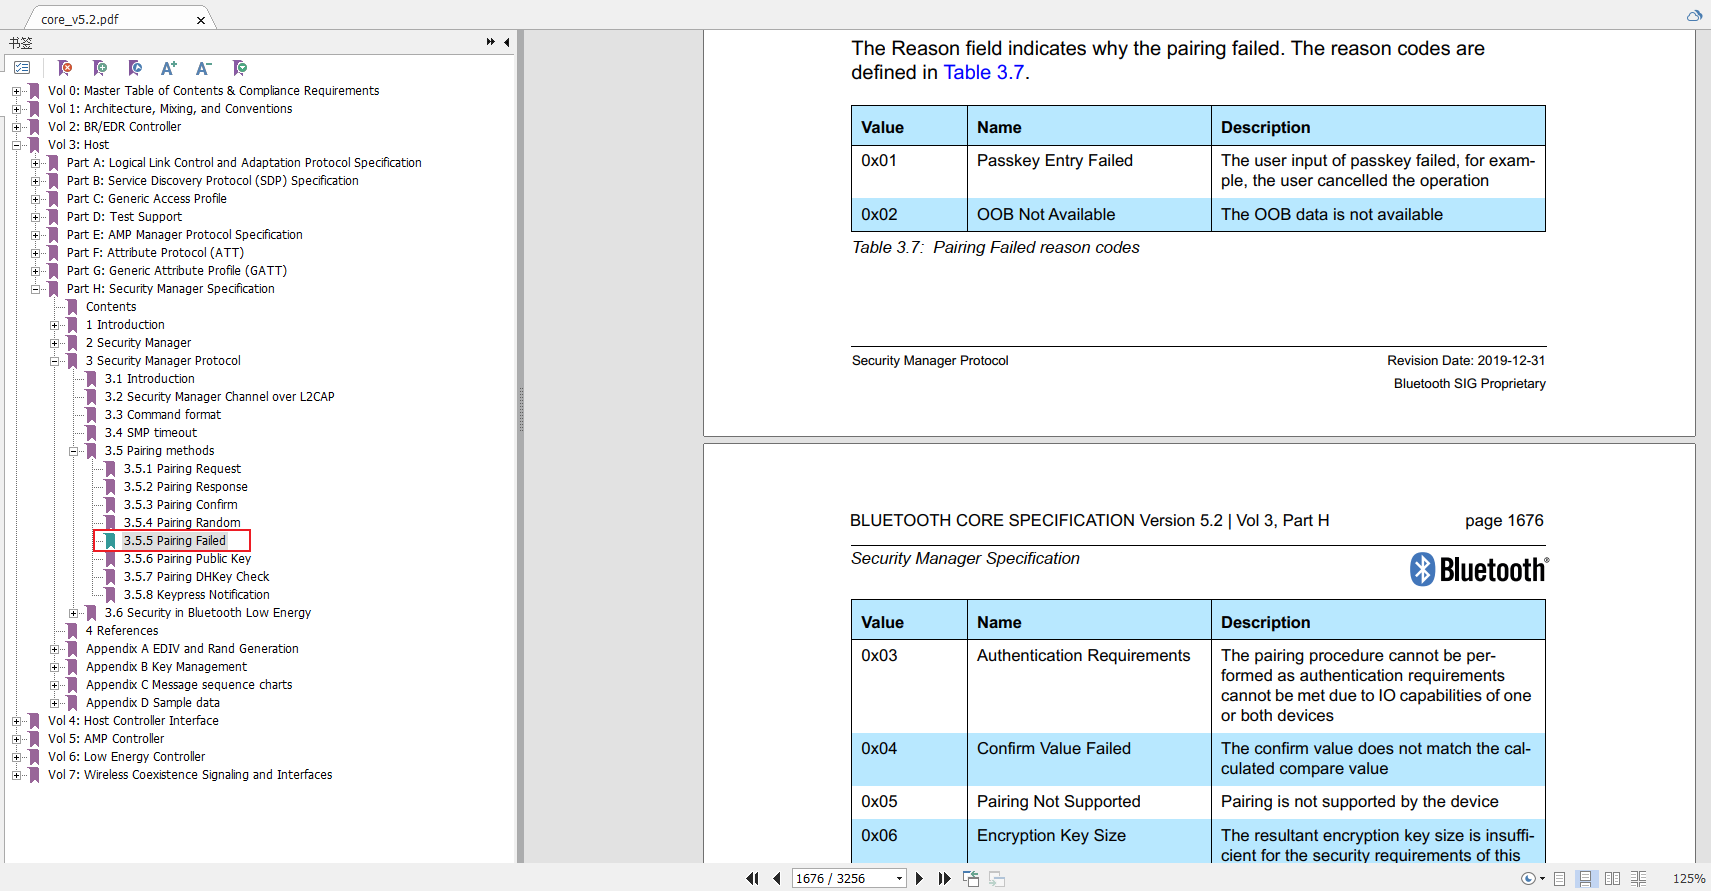 core_v5.2.pdf
书签
Vol 0: Master Table of Contents & Compliance Requirements
Vol 1: Architecture, Mixing, and Conventions
Vol 2: BR/EDR Controller
Vol 3: Host
Part A: Logical Link Control and Adaptation Protocol Specification
Part B: Service Discovery Protocol (SDP) Specification
Part C: Generic Access Profile
Part D: Test Support
Part E: AMP Manager Protocol Specification
Part F: Attribute Protocol (ATT)
Part G: Generic Attribute Profile (GATT)
Part H: Security Manager Specification
Contents
1 Introduction
2 Security Manager
3 Security Manager Protocol
3.1 Introduction
3.2 Security Manager Channel over L2CAP
3.3 Command format
3.4 SMP timeout
3.5 Pairing methods
3.5.1 Pairing Request
3.5.2 Pairing Response
3.5.3 Pairing Confirm
3.5.4 Pairing Random
3.5.5 Pairing Failed
3.5.6 Pairing Public Key
3.5.7 Pairing DHKey Check
3.5.8 Keypress Notification
3.6 Security in Bluetooth Low Energy
4 References
Appendix A EDIV and Rand Generation
Appendix B Key Management
Appendix C Message sequence charts
Appendix D Sample data
Vol 4: Host Controller Interface
Vol 5: AMP Controller
Vol 6: Low Energy Controller
Vol 7: Wireless Coexistence Signaling and Interfaces
The Reason field indicates why the pairing failed. The reason codes are
defined in Table 3.7.
Value Name Description
0x01 Passkey Entry Failed The user input of passkey failed, for exam-
ple, the user cancelled the operation
0x02 OOB Not Available The OOB data is not available
Table 3.7: Pairing Failed reason codes
Security Manager Protocol Revision Date: 2019-12-31
Bluetooth SIG Proprietary
BLUETOOTH CORE SPECIFICATION Version 5.2 | Vol 3, Part H page 1676
Security Manager Specification
Bluetooth®
Value Name Description
0x03 Authentication Requirements The pairing procedure cannot be per-
formed as authentication requirements
cannot be met due to IO capabilities of one
or both devices
0x04 Confirm Value Failed The confirm value does not match the cal-
culated compare value
0x05 Pairing Not Supported Pairing is not supported by the device
0x06 Encryption Key Size The resultant encryption key size is insuffi-
cient for the security requirements of this
1676 / 3256
125%